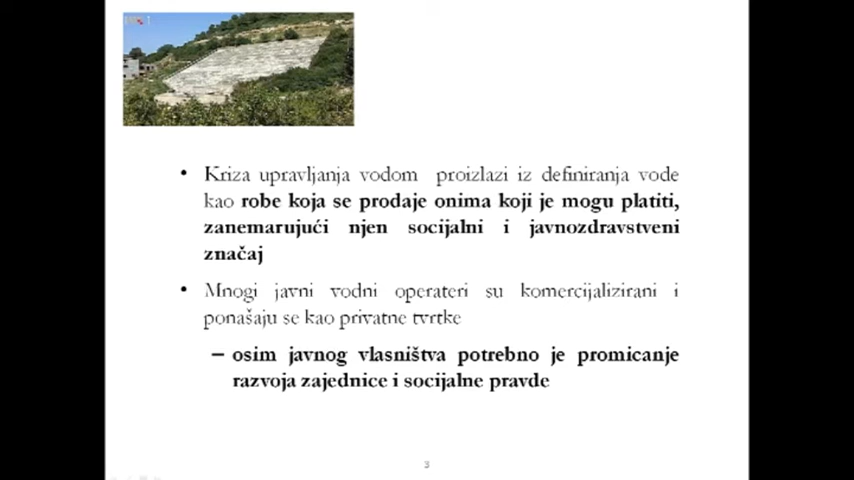 • Kriza upravljanja vodom proizlazi iz definiranja vode
kao robe koja se prodaje onima koji je mogu platiti,
zanemarujući njen socijalni i javnozdravstveni
značaj
• Mnogi javni vodni operateri su komercijalizirani i
ponašaju se kao privatne tvrtke
– osim javnog vlasništva potrebno je promicanje
razvoja zajednice i socijalne pravde
3